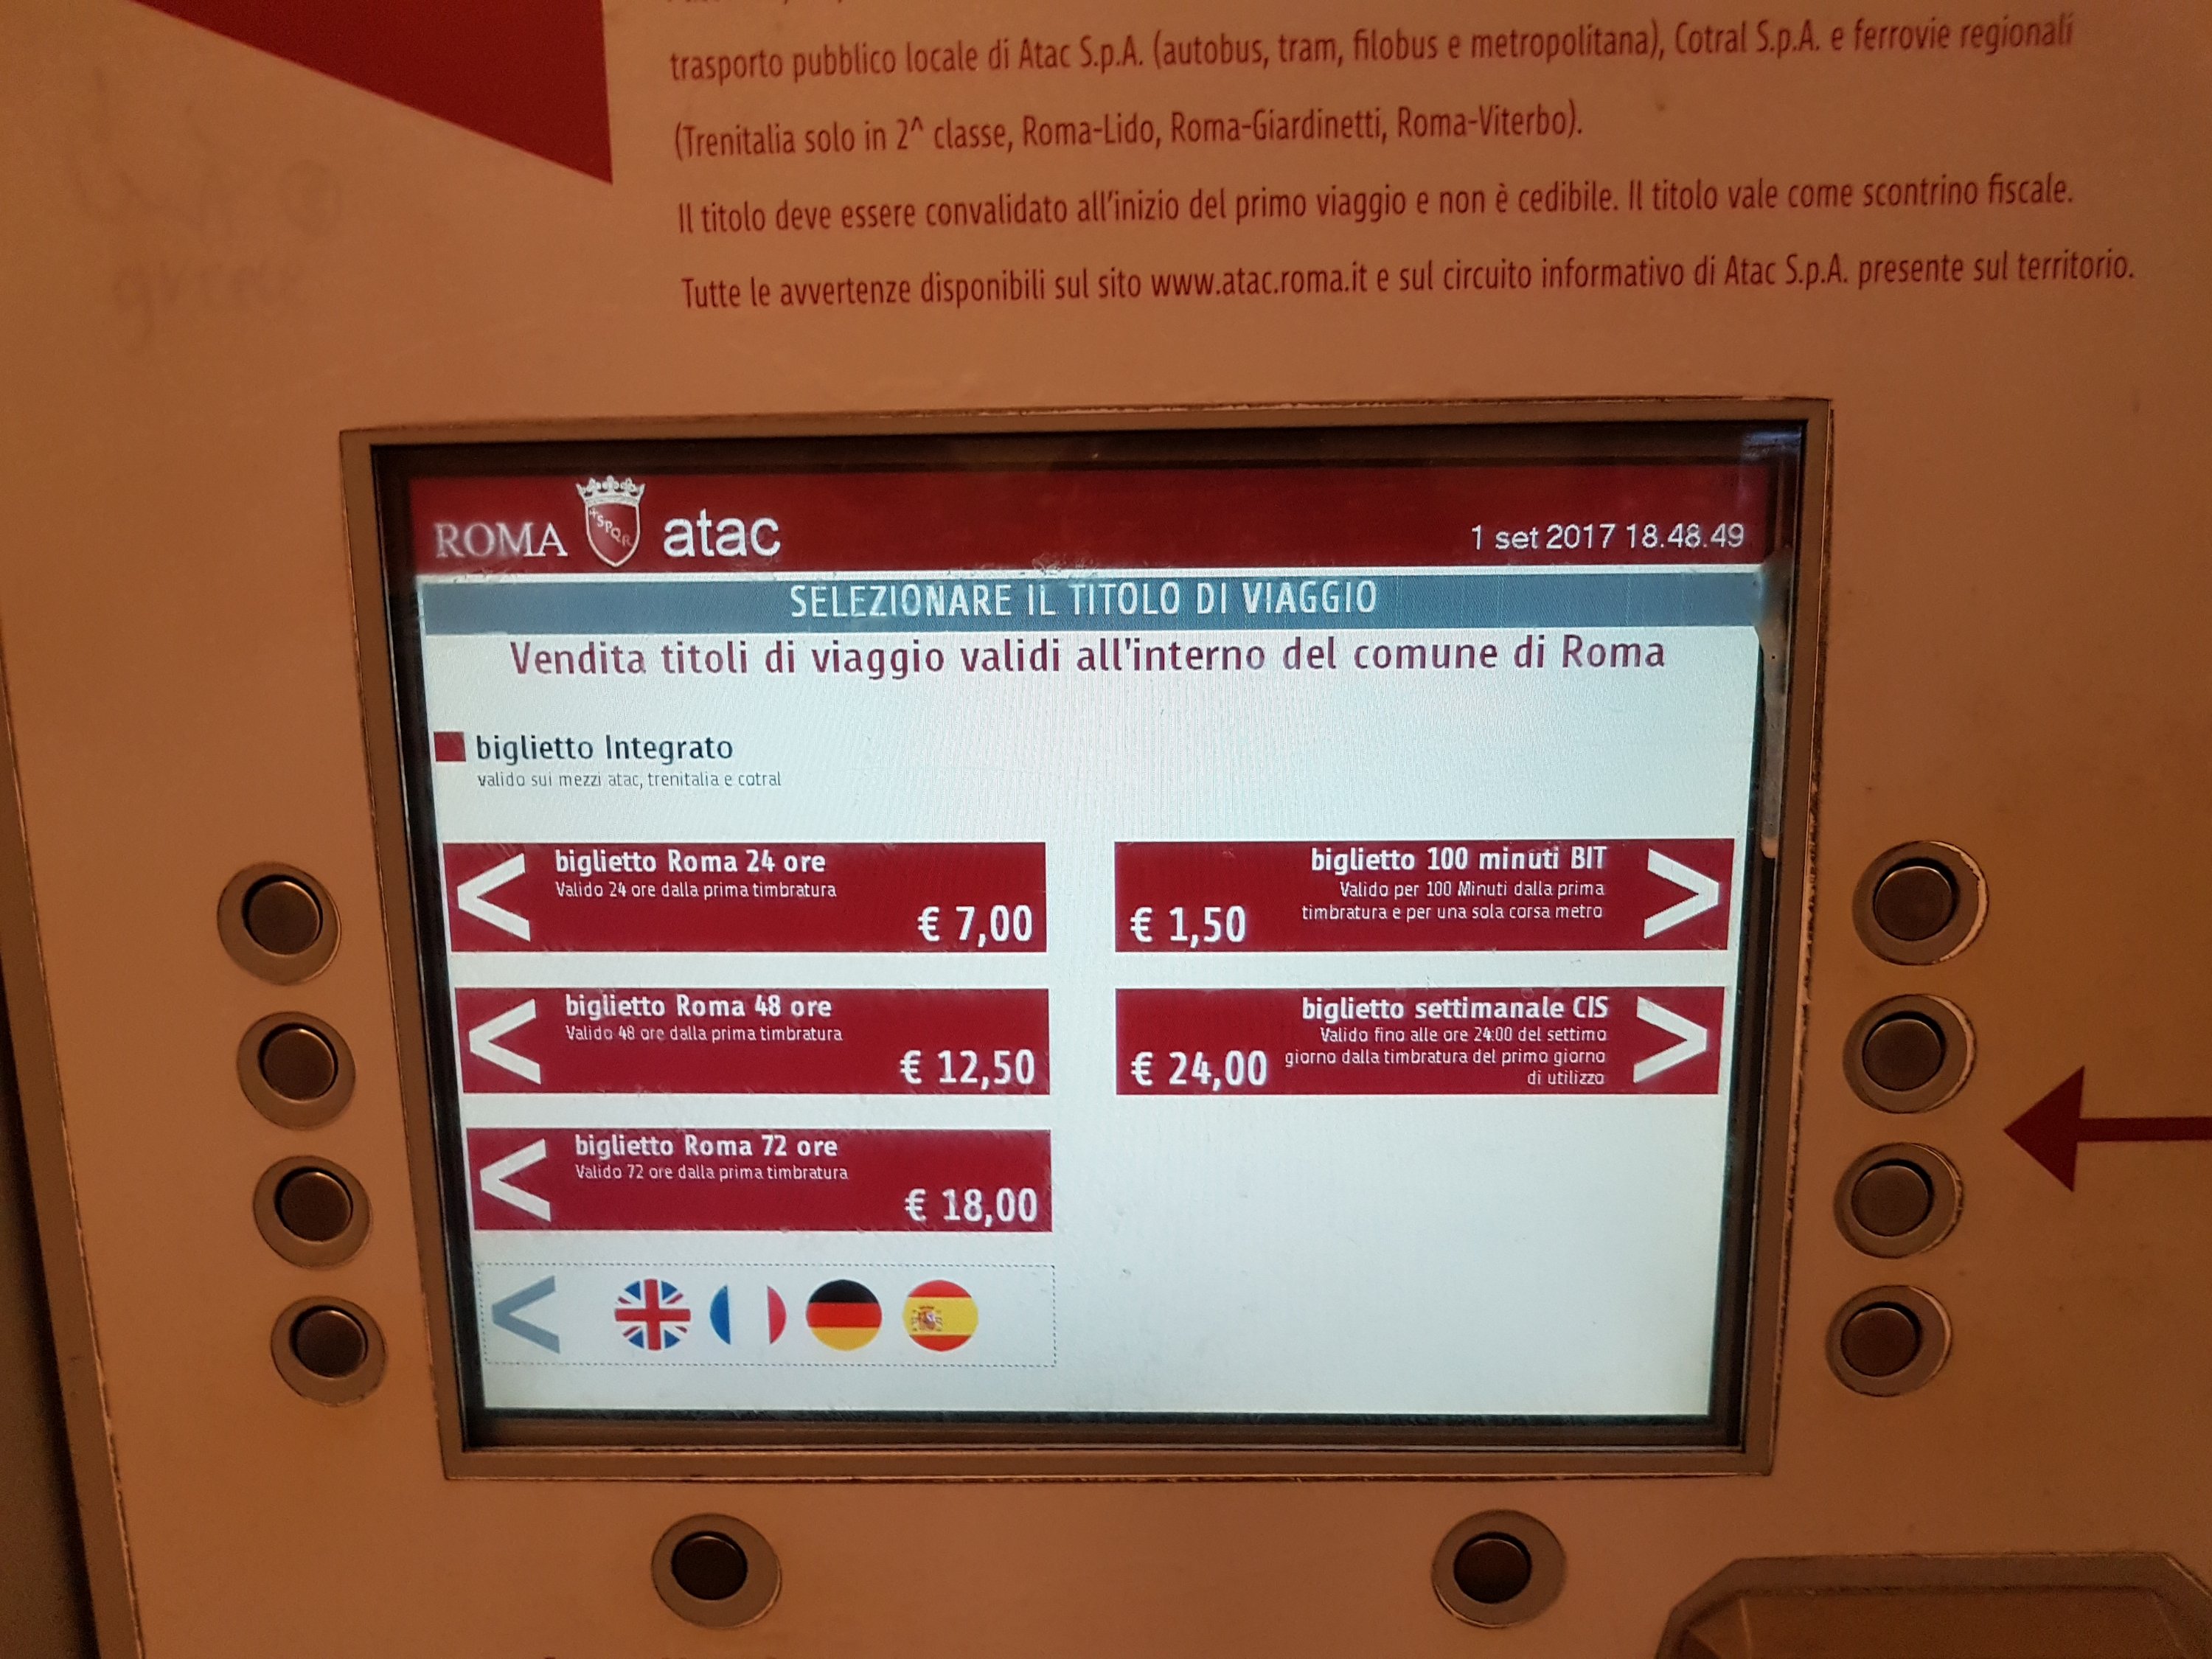 trasporto pubblico locale di Atac S.p.A. (autobus, tram, filobus e metropolitana), Cotral S.p.A. e ferrovie regionali
(Trenitalia solo in 2^ classe, Roma-Lido, Roma-Giardinetti, Roma-Viterbo).
Il titolo deve essere convalidato all'inizio del primo viaggio e non è cedibile. Il titolo vale come scontrino fiscale.
Tutte le avvertenze disponibili sul sito www.atac.roma.it e sul circuito informativo di Atac S.p.A. presente sul territorio.
ROMA SPQR atac
1 set 2017 18.48.49
SELEZIONARE IL TITOLO DI VIAGGIO
Vendita titoli di viaggio validi all'interno del comune di Roma
biglietto Integrato
valido sui mezzi atac, trenitalia e cotral
< biglietto Roma 24 ore
Valido 24 ore dalla prima timbratura
€ 7,00
biglietto 100 minuti BIT >
Valido per 100 Minuti dalla prima
timbratura e per una sola corsa metro
€ 1,50
< biglietto Roma 48 ore
Valido 48 ore dalla prima timbratura
€ 12,50
biglietto settimanale CIS >
Valido fino alle ore 24:00 del settimo
giorno dalla timbratura del primo giorno
di utilizzo
€ 24,00
< biglietto Roma 72 ore
Valido 72 ore dalla prima timbratura
€ 18,00
<